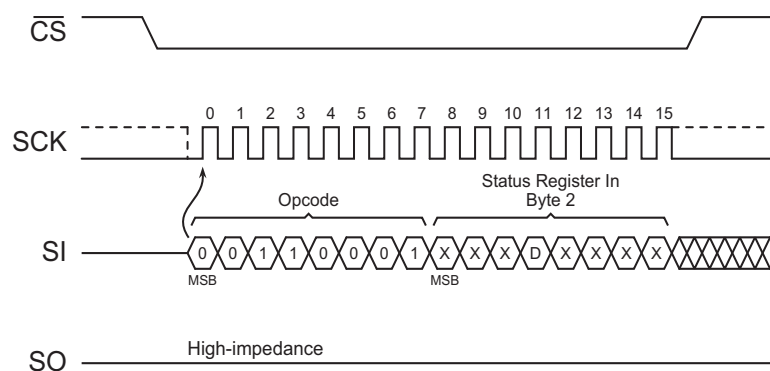 CS
0 1 2 3 4 5 6 7 8 9 10 11 12 13 14 15
SCK
Status Register In
Opcode Byte 2
SI 0 0 1 1 0 0 0 1 X X X D X X X X
MSB MSB
High-impedance
SO